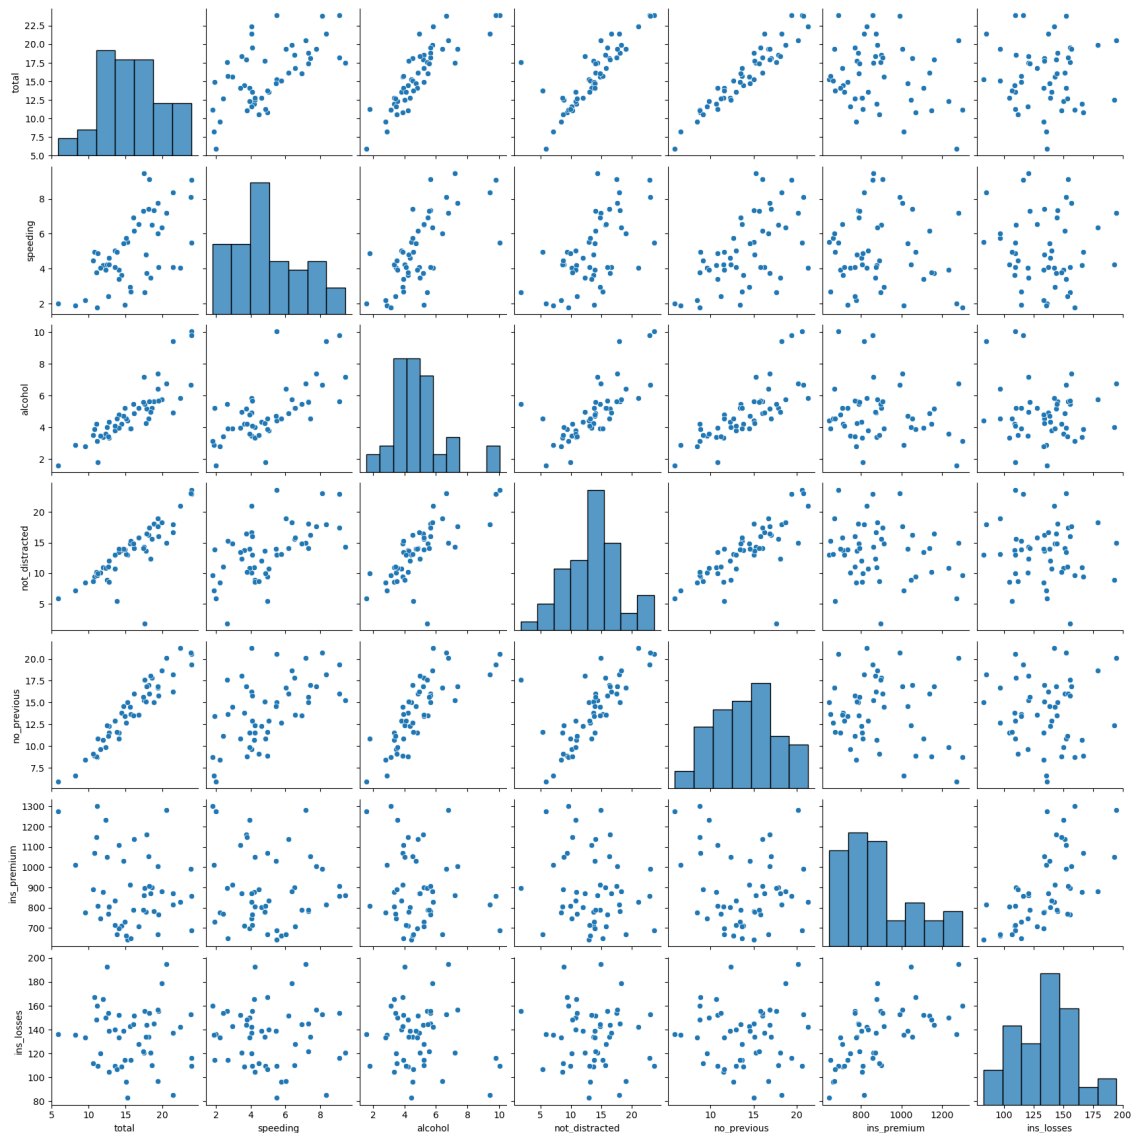 22.5
20.0
17.5
15.0
12.5
10.0
7.5
5.0
total
8
6
4
2
speeding
10
8
6
4
2
alcohol
20
15
10
5
not_distracted
20.0
17.5
15.0
12.5
10.0
7.5
no_previous
1300
1200
1100
1000
900
800
700
ins_premium
200
180
160
140
120
100
80
ins_losses
5 10 15 20
2 4 6 8
2 4 6 8 10
5 10 15 20
10 15 20
800 1000 1200
100 125 150 175 200
total speeding alcohol not_distracted no_previous ins_premium ins_losses